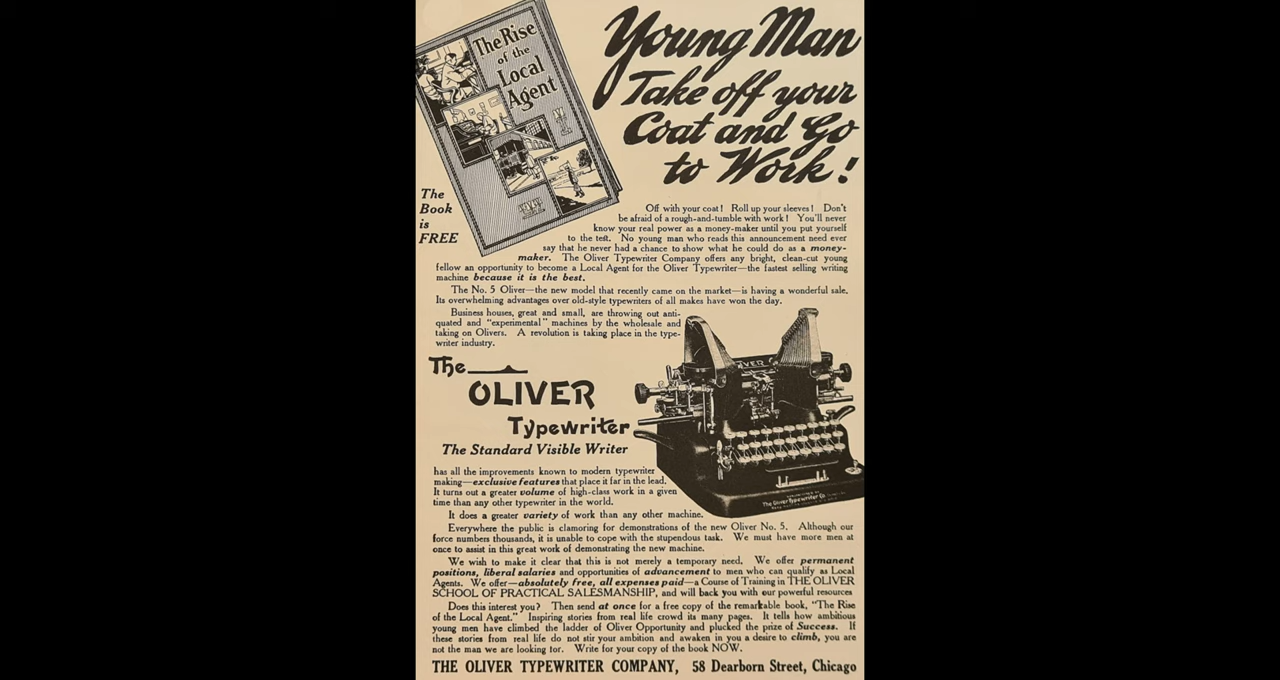 The Rise
of the
Local
Agent
Young Man
Take off your
Coat and Go
to Work!
The
Book
is
FREE
Off with your coat! Roll up your sleeves! Don't
be afraid of a rough-and-tumble with work! You'll never
know your real power as a money-maker until you put yourself
to the test. No young man who reads this announcement need ever
say that he never had a chance to show what he could do as a money-
maker. The Oliver Typewriter Company offers any bright, clean-cut young
fellow an opportunity to become a Local Agent for the Oliver Typewriter—the fastest selling writing
machine because it is the best.
The No. 5 Oliver—the new model that recently came on the market—is having a wonderful sale.
Its overwhelming advantages over old-style typewriters of all makes have won the day.
Business houses, great and small, are throwing out anti-
quated and "experimental" machines by the wholesale and
taking on Olivers. A revolution is taking place in the type-
writer industry.
The
OLIVER
Typewriter
The Standard Visible Writer
has all the improvements known to modern typewriter
making—exclusive features that place it far in the lead.
It turns out a greater volume of high-class work in a given
time than any other typewriter in the world.
It does a greater variety of work than any other machine.
The Oliver Typewriter Co.
Everywhere the public is clamoring for demonstrations of the new Oliver No. 5. Although our
force numbers thousands, it is unable to cope with the stupendous task. We must have more men at
once to assist in this great work of demonstrating the new machine.
We wish to make it clear that this is not merely a temporary need. We offer permanent
positions, liberal salaries and opportunities of advancement to men who can qualify as Local
Agents. We offer—absolutely free, all expenses paid—a Course of Training in THE OLIVER
SCHOOL OF PRACTICAL SALESMANSHIP, and will back you with our powerful resources
Does this interest you? Then send at once for a free copy of the remarkable book, "The Rise
of the Local Agent." Inspiring stories from real life crowd its many pages. It tells how ambitious
young men have climbed the ladder of Oliver Opportunity and plucked the prize of Success. If
these stories from real life do not stir your ambition and awaken in you a desire to climb, you are
not the man we are looking for. Write for your copy of the book NOW.
THE OLIVER TYPEWRITER COMPANY, 58 Dearborn Street, Chicago